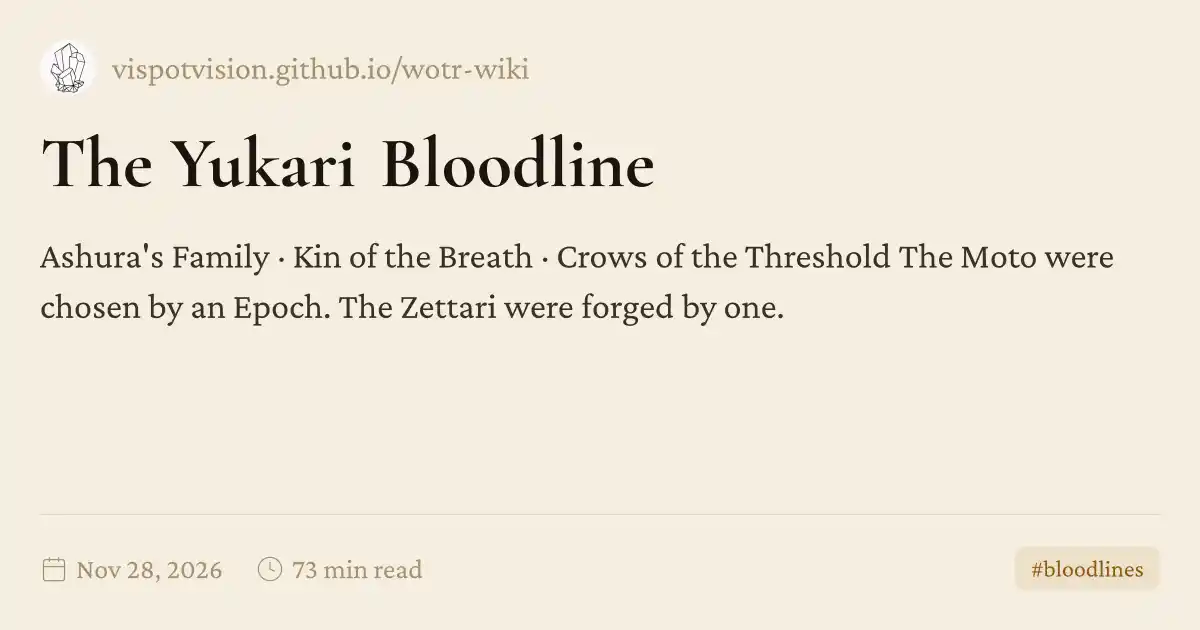 vispotvision.github.io/wotr-wiki
The Yukari Bloodline
Ashura's Family · Kin of the Breath · Crows of the Threshold The Moto were
chosen by an Epoch. The Zettari were forged by one.
Nov 28, 2026
73 min read
#bloodlines